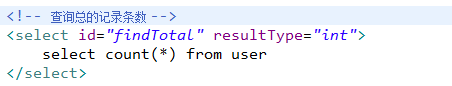 <!-- 查询总的记录条数 -->
<select id="findTotal" resultType="int">
    select count(*) from user
</select>